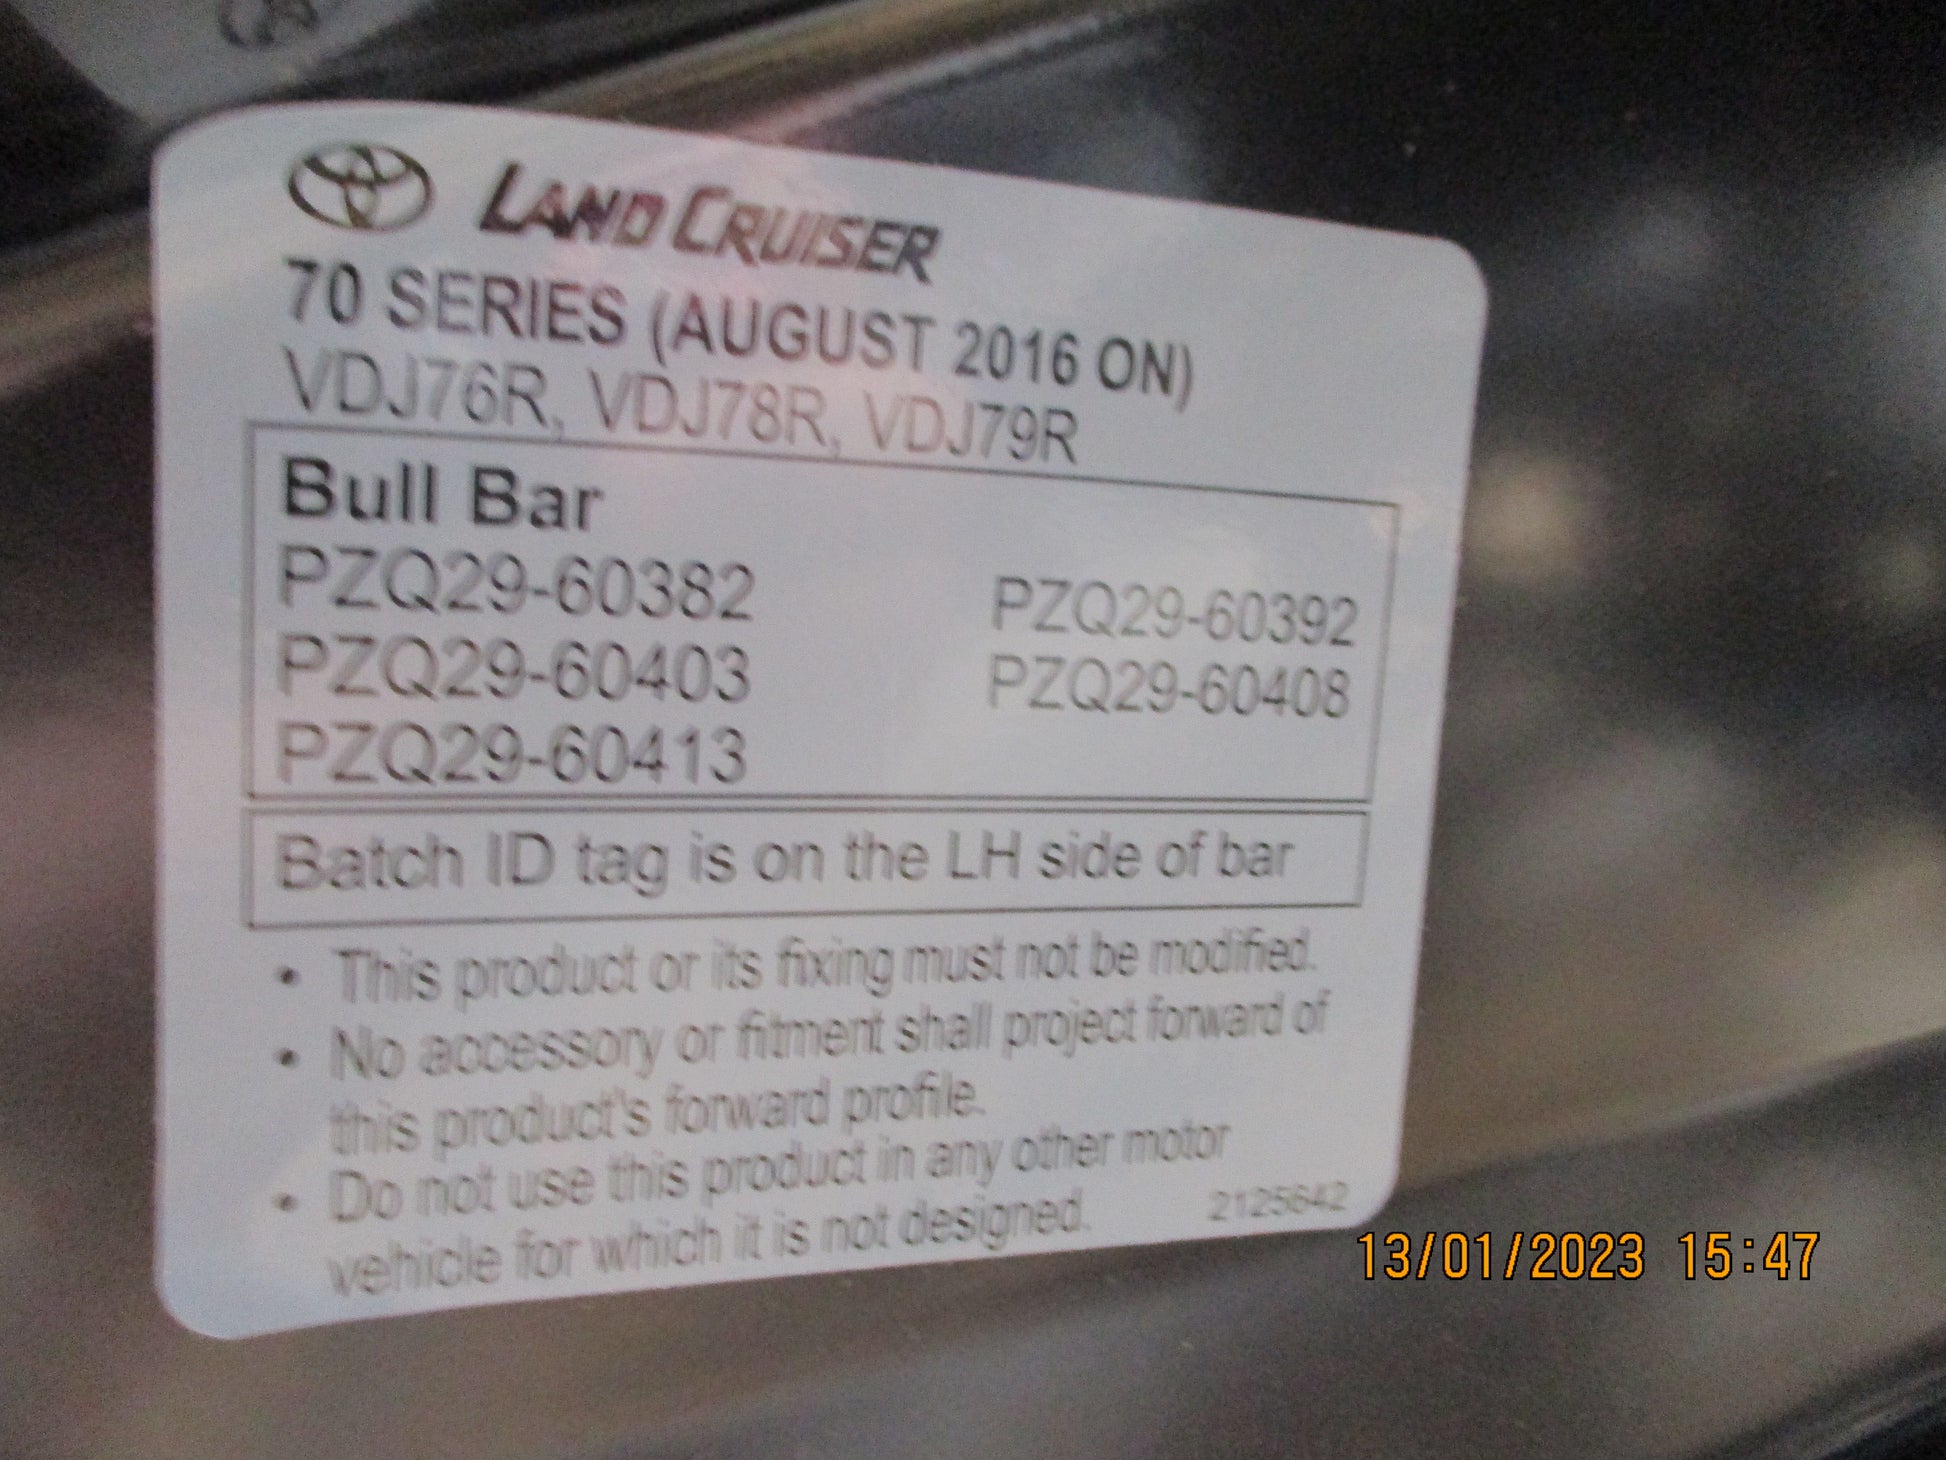 LAND CRUISER
70 SERIES (AUGUST 2016 ON)
VDJ76R, VDJ78R, VDJ79R
Bull Bar
PZQ29-60382 PZQ29-60392
PZQ29-60403 PZQ29-60408
PZQ29-60413
Batch ID tag is on the LH side of bar
• This product or its fixing must not be modified.
• No accessory or fitment shall project forward of
this product's forward profile.
• Do not use this product in any other motor
vehicle for which it is not designed.
2125642
13/01/2023 15:47